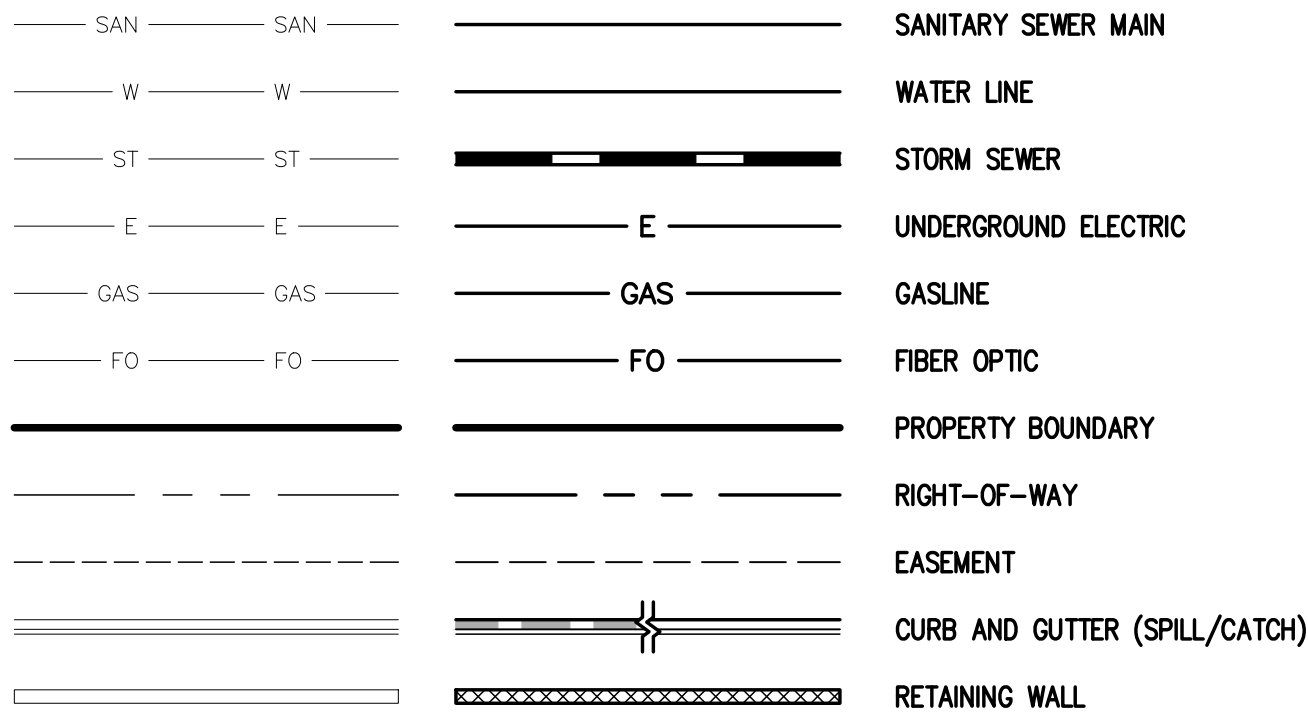 SAN SAN SANITARY SEWER MAIN
W W WATER LINE
ST ST STORM SEWER
E E E UNDERGROUND ELECTRIC
GAS GAS GAS GASLINE
FO FO FO FIBER OPTIC
PROPERTY BOUNDARY
RIGHT-OF-WAY
EASEMENT
CURB AND GUTTER (SPILL/CATCH)
RETAINING WALL